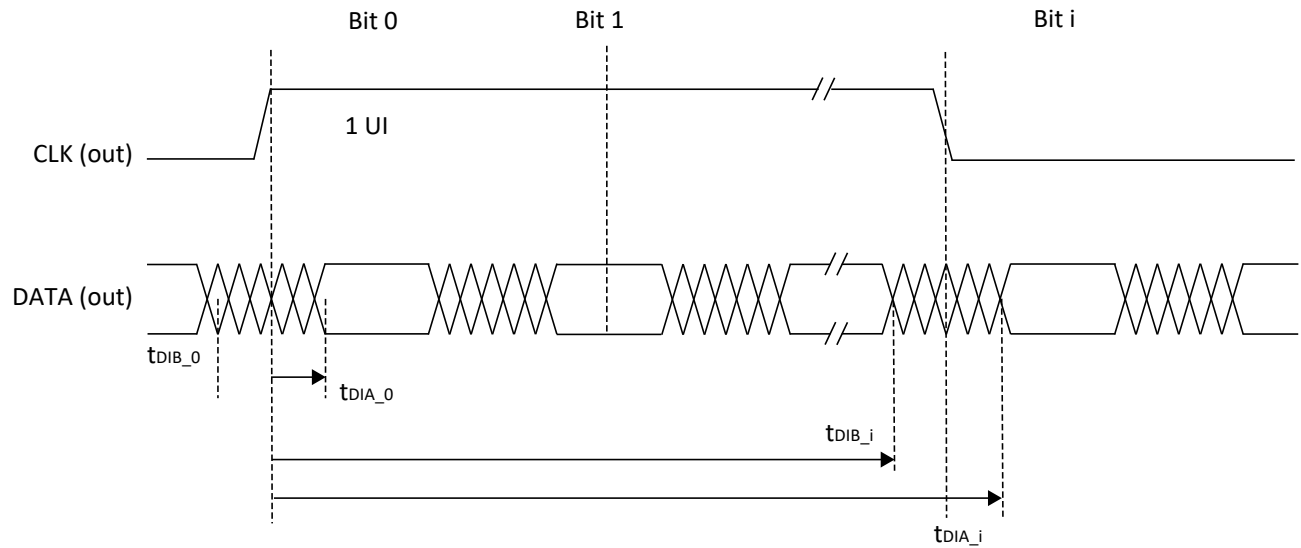 Bit 0 Bit 1 Bit i
1 UI
CLK (out)
DATA (out)
tDIB_0
tDIA_0
tDIB_i
tDIA_i